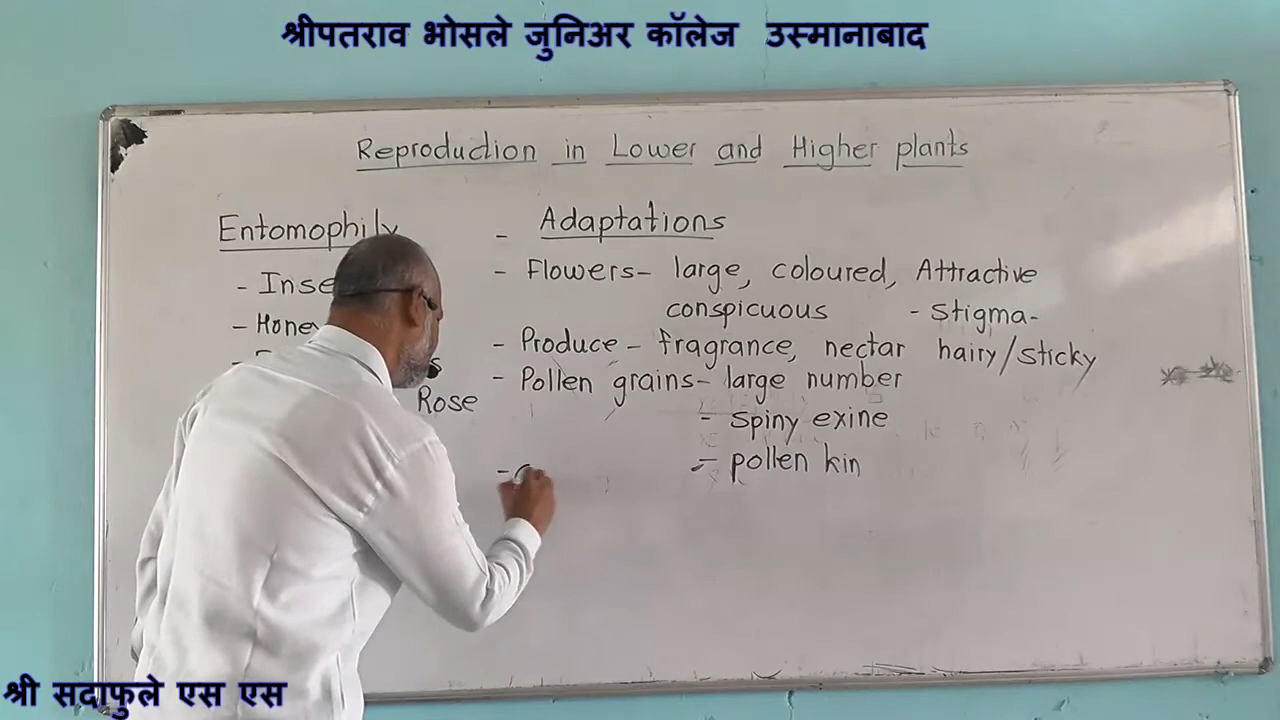 श्रीपतराव भोसले जुनिअर कॉलेज उस्मानाबाद
Reproduction in Lower and Higher plants
Entomophily
- Adaptations
- Flowers- large, coloured, Attractive
conspicuous
- Stigma-
hairy/sticky
- Produce - fragrance, nectar
- Pollen grains- large number
- spiny exine
- pollen kin
Rose
श्री सदाफुले एस एस